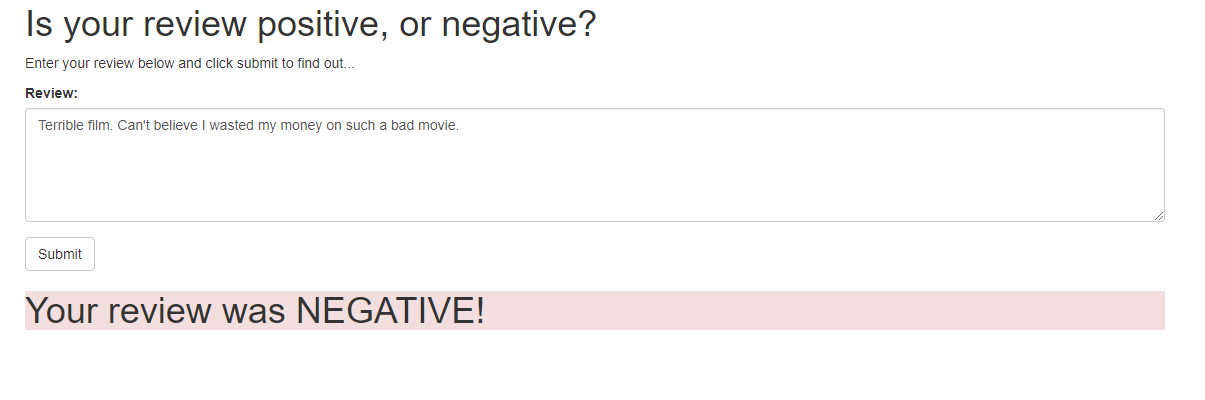 Is your review positive, or negative?
Enter your review below and click submit to find out...
Review:
Terrible film. Can't believe I wasted my money on such a bad movie.
Submit
Your review was NEGATIVE!